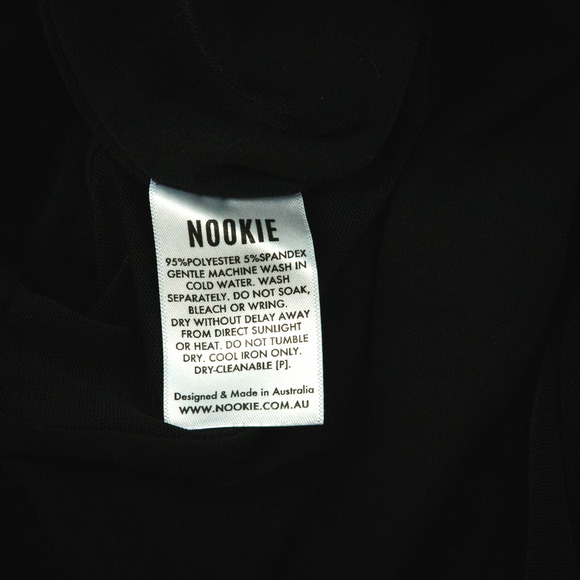 NOOKIE
95%POLYESTER 5%SPANDEX
GENTLE MACHINE WASH IN
COLD WATER. WASH
SEPARATELY. DO NOT SOAK,
BLEACH OR WRING.
DRY WITHOUT DELAY AWAY
FROM DIRECT SUNLIGHT
OR HEAT. DO NOT TUMBLE
DRY. COOL IRON ONLY.
DRY-CLEANABLE [P].
Designed & Made in Australia
WWW.NOOKIE.COM.AU